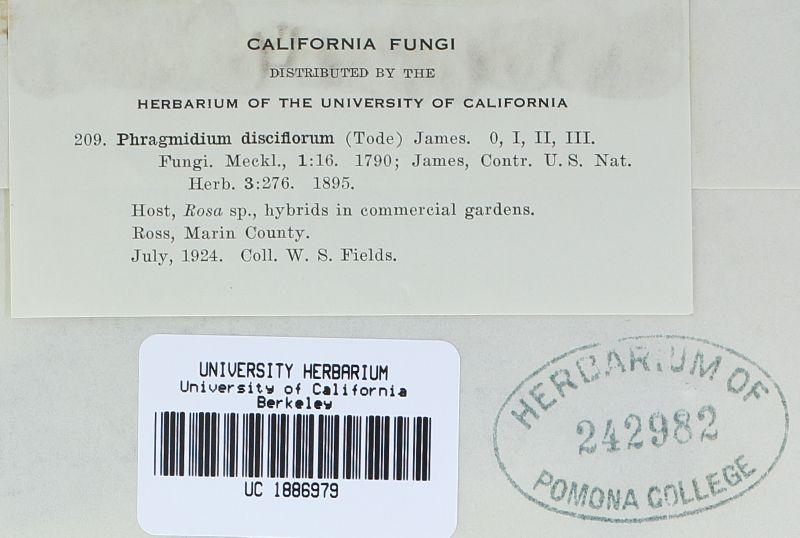 CALIFORNIA FUNGI
DISTRIBUTED BY THE
HERBARIUM OF THE UNIVERSITY OF CALIFORNIA
209. Phragmidium disciflorum (Tode) James. 0, I, II, III.
Fungi. Meckl., 1:16. 1790; James, Contr. U. S. Nat.
Herb. 3:276. 1895.
Host, Rosa sp., hybrids in commercial gardens.
Ross, Marin County.
July, 1924. Coll. W. S. Fields.
UNIVERSITY HERBARIUM
University of California
Berkeley
UC 1886979
HERBARIUM OF
242982
POMONA COLLEGE